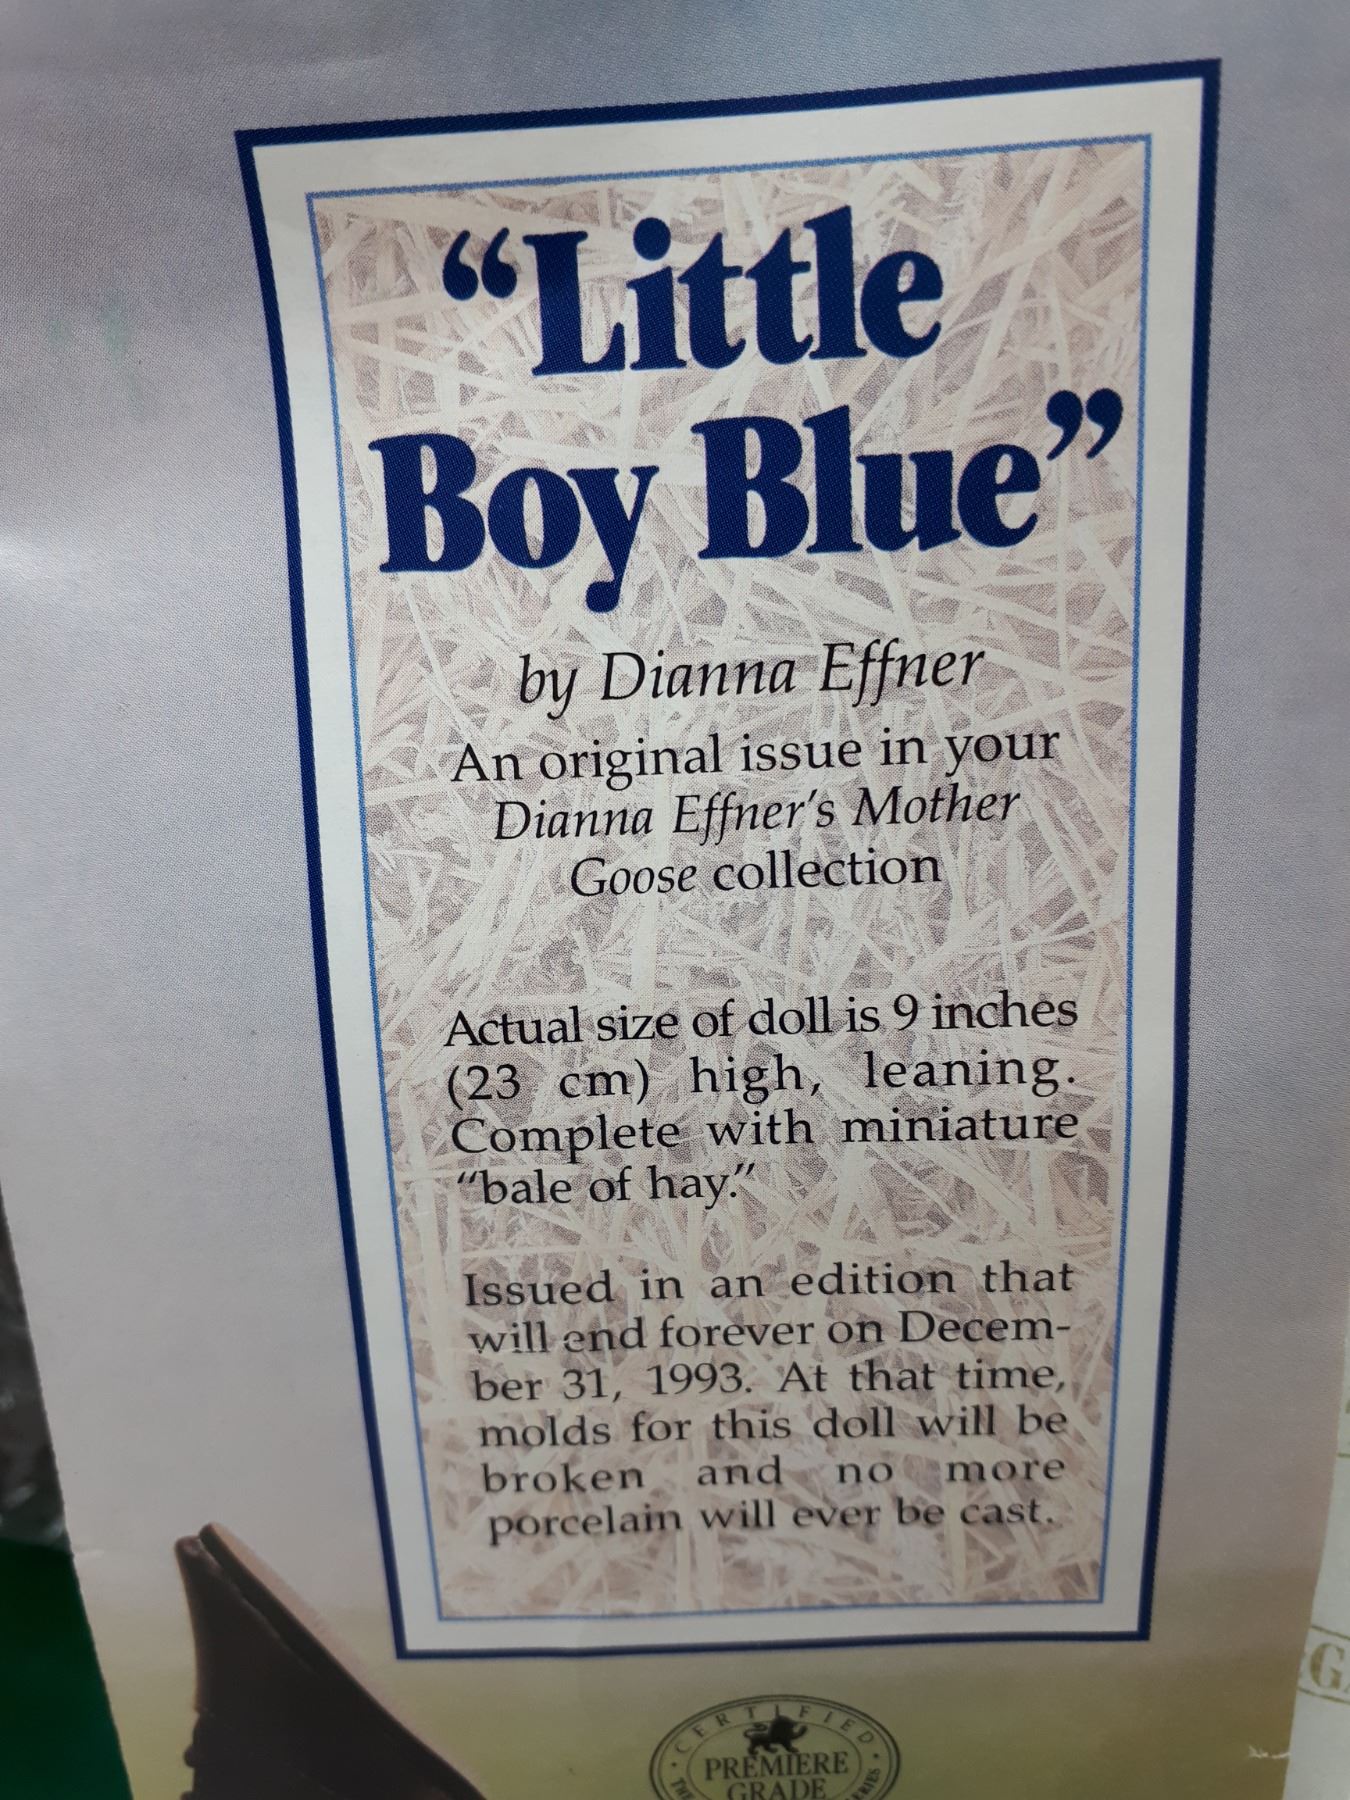 “Little
Boy Blue”
by Dianna Effner
An original issue in your
Dianna Effner's Mother
Goose collection
Actual size of doll is 9 inches
(23 cm) high, leaning.
Complete with miniature
“bale of hay.”
Issued in an edition that
will end forever on Decem-
ber 31, 1993. At that time,
molds for this doll will be
broken and no more
porcelain will ever be cast.
CERTIFIED
PREMIERE
GRADE